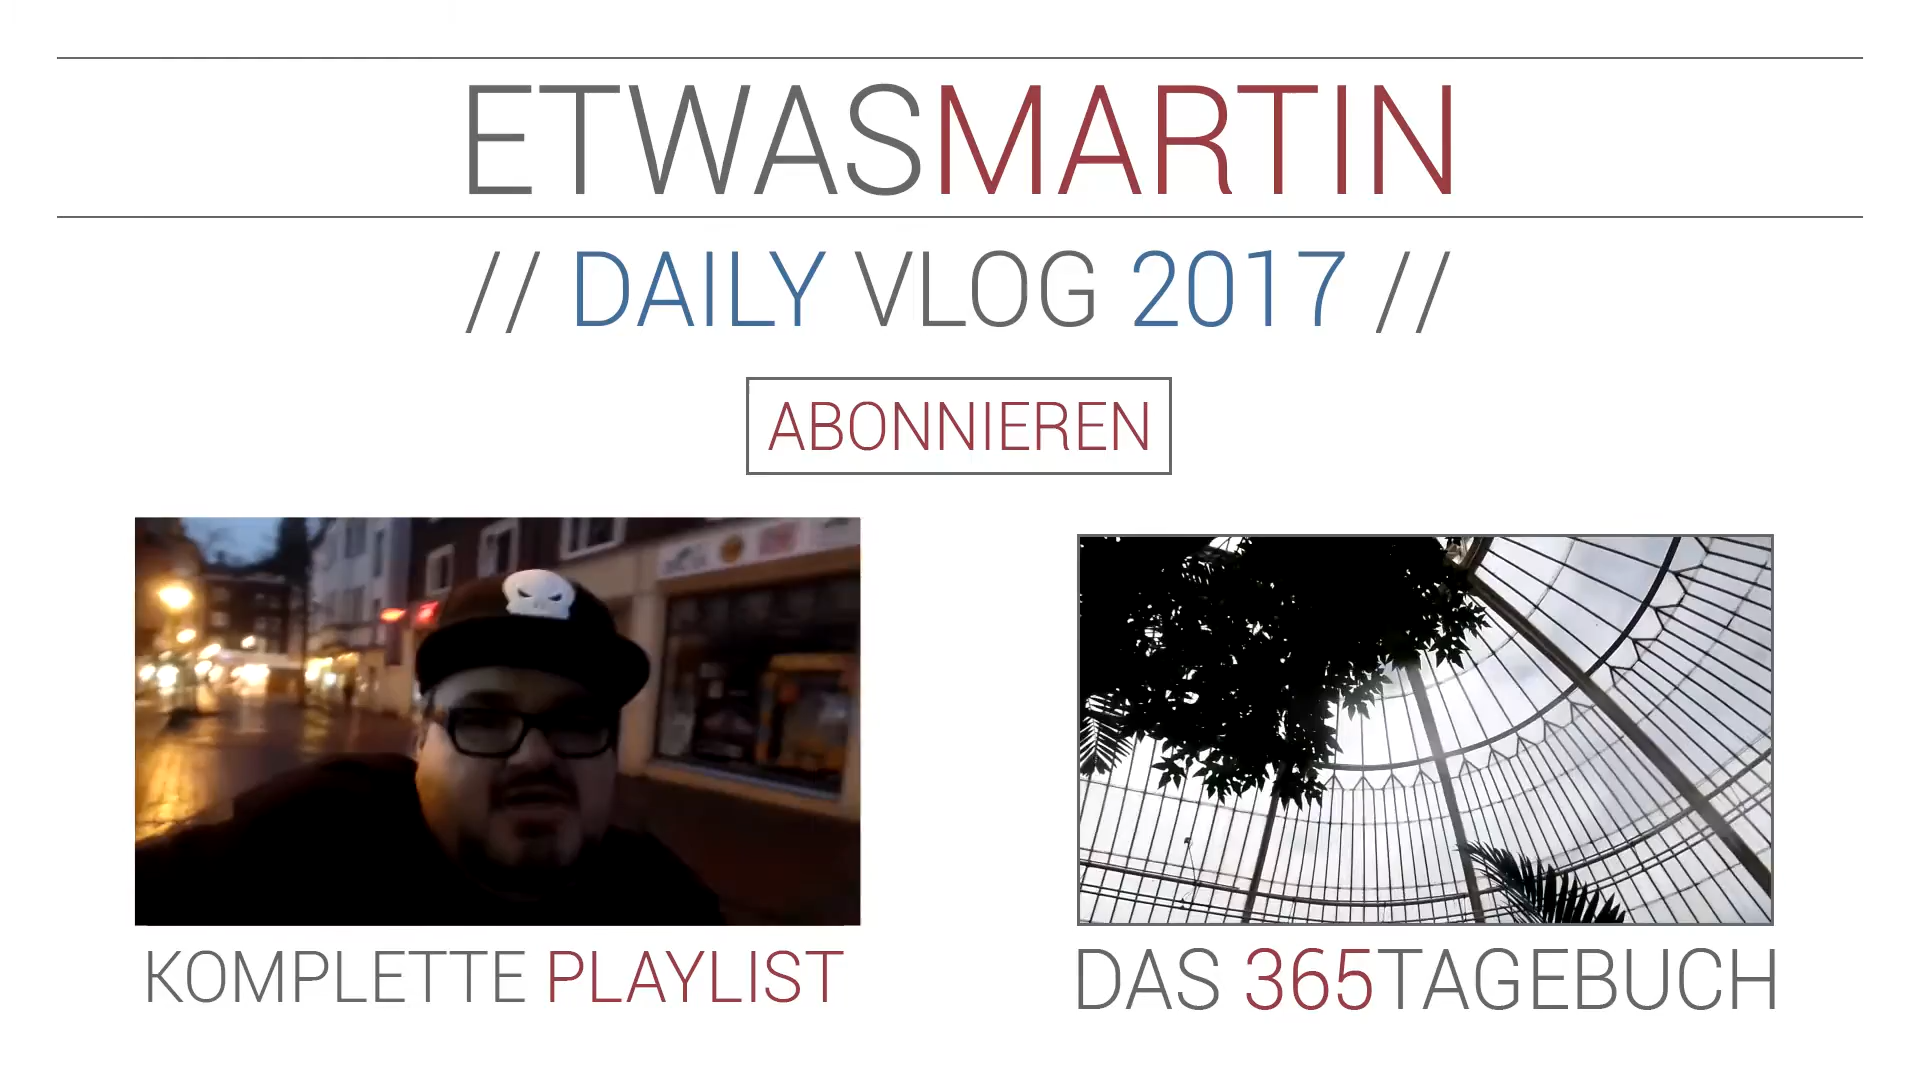 ETWASMARTIN
// DAILY VLOG 2017 //
ABONNIEREN
KOMPLETTE PLAYLIST
DAS 365TAGEBUCH